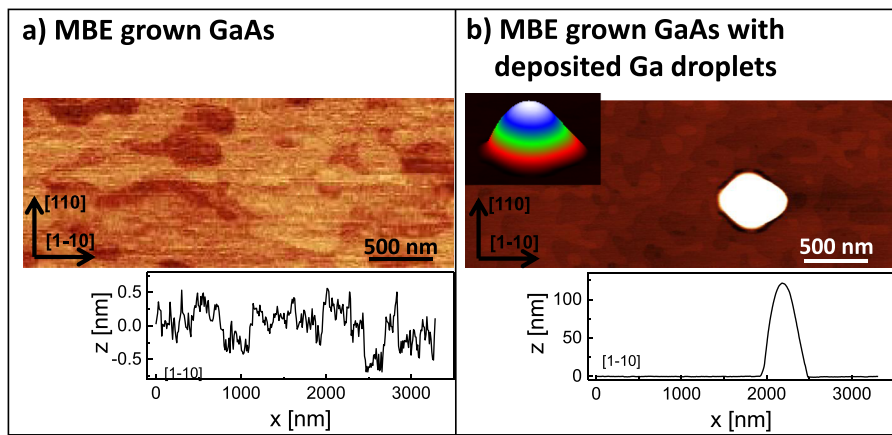 a) MBE grown GaAs
[110]
[1-10]
500 nm
0.5
0.0
-0.5
z [nm]
[1-10]
0
1000
2000
3000
x [nm]
b) MBE grown GaAs with
deposited Ga droplets
[110]
[1-10]
500 nm
100
50
0
z [nm]
[1-10]
0
1000
2000
3000
x [nm]